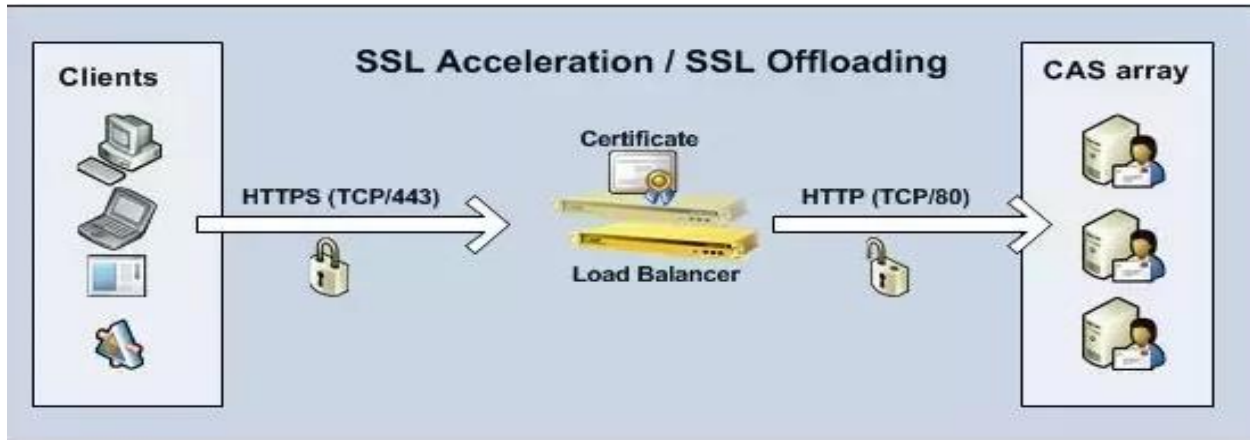 SSL Acceleration / SSL Offloading
Clients
CAS array
Certificate
HTTPS (TCP/443)
HTTP (TCP/80)
Load Balancer